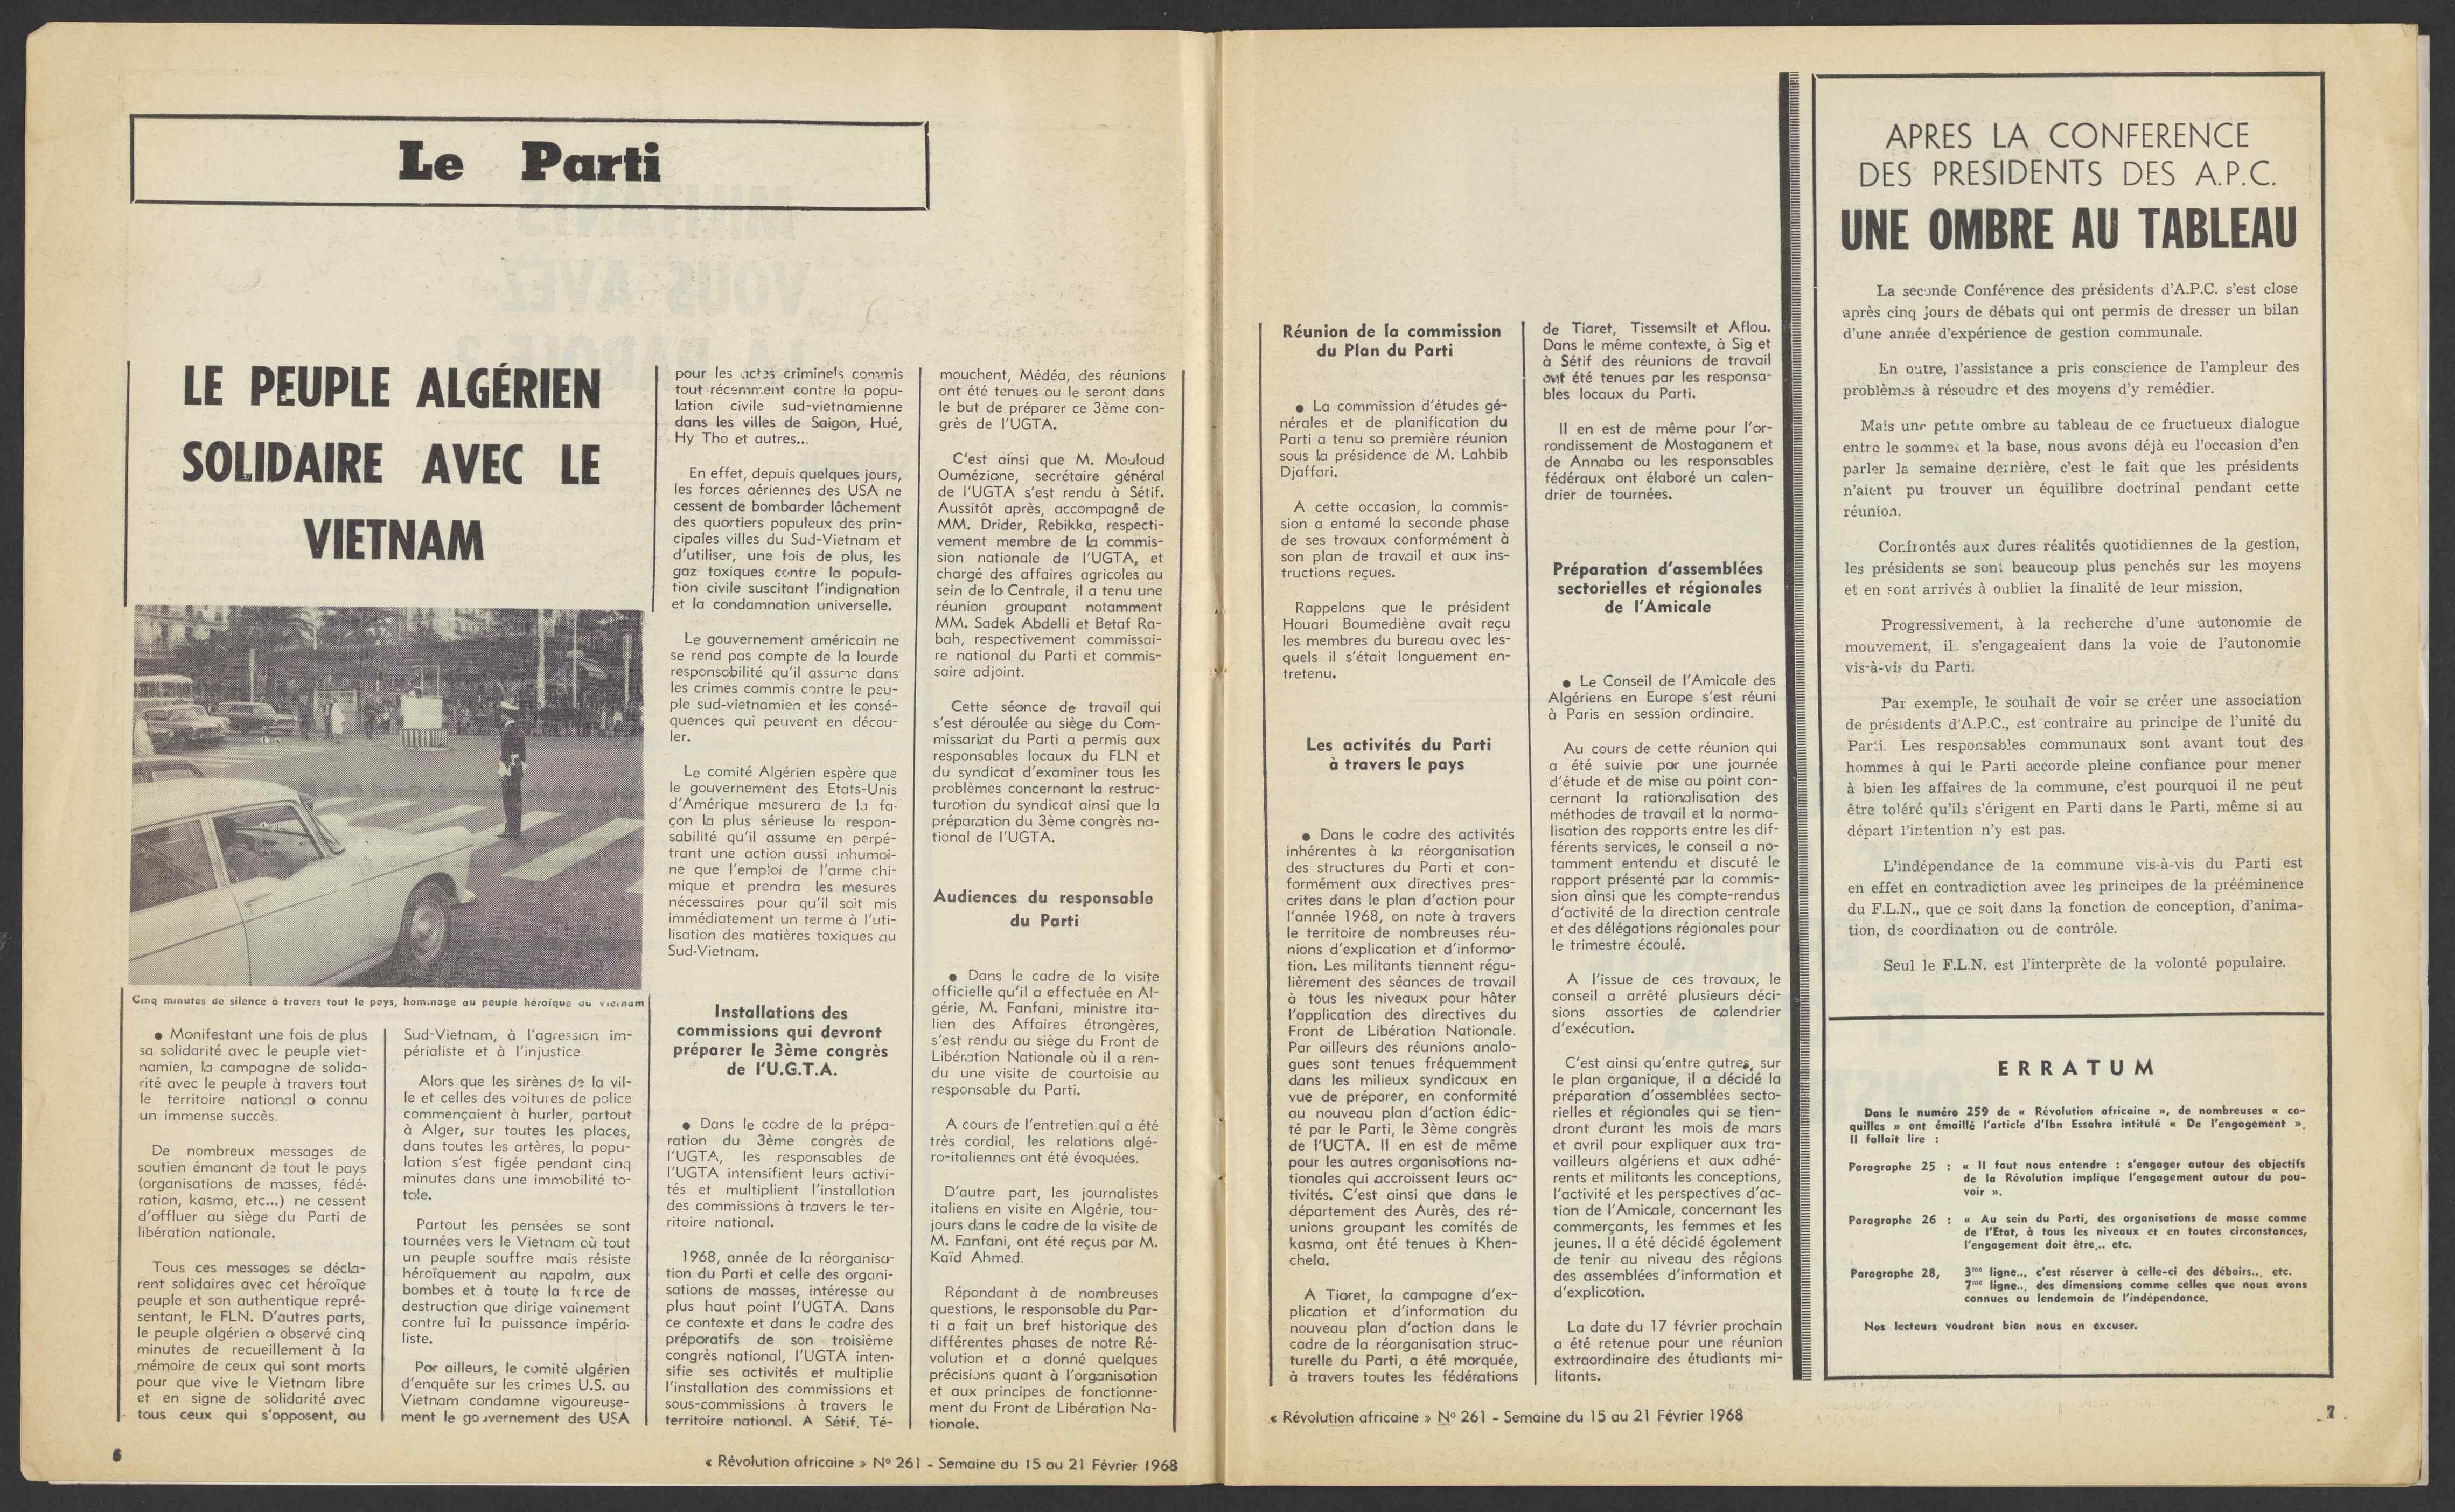 Le Parti
LE PEUPLE ALGÉRIEN
SOLIDAIRE AVEC LE
VIETNAM
Cinq minutes de silence à travers tout le pays, hommage au peuple héroïque du Vietnam
● Manifestant une fois de plus
sa solidarité avec le peuple viet-
namien, la campagne de solida-
rité avec le peuple à travers tout
le territoire national a connu
un immense succès.
De nombreux messages de
soutien émanant de tout le pays
(organisations de masses, fédé-
ration, kasma, etc...) ne cessent
d'affluer au siège du Parti de
libération nationale.
Tous ces messages se décla-
rent solidaires avec cet héroïque
peuple et son authentique repré-
sentant, le FLN. D'autres parts,
le peuple algérien a observé cinq
minutes de recueillement à la
mémoire de ceux qui sont morts
pour que vive le Vietnam libre
et en signe de solidarité avec
tous ceux qui s'opposent, au
Sud-Vietnam, à l'agression im-
périaliste et à l'injustice.
Alors que les sirènes de la vil-
le et celles des voitures de police
commençaient à hurler, partout
à Alger, sur toutes les places,
dans toutes les artères, la popu-
lation s'est figée pendant cinq
minutes dans une immobilité to-
tale.
Partout les pensées se sont
tournées vers le Vietnam où tout
un peuple souffre mais résiste
héroïquement au napalm, aux
bombes et à toute la force de
destruction que dirige vainement
contre lui la puissance impéria-
liste.
Par ailleurs, le comité algérien
d'enquête sur les crimes U.S. au
Vietnam condamne vigoureuse-
ment le gouvernement des USA
pour les actes criminels commis
tout récemment contre la popu-
lation civile sud-vietnamienne
dans les villes de Saigon, Hué,
Hy Tho et autres...
En effet, depuis quelques jours,
les forces aériennes des USA ne
cessent de bombarder lâchement
des quartiers populeux des prin-
cipales villes du Sud-Vietnam et
d'utiliser, une fois de plus, les
gaz toxiques contre la popula-
tion civile suscitant l'indignation
et la condamnation universelle.
Le gouvernement américain ne
se rend pas compte de la lourde
responsabilité qu'il assume dans
les crimes commis contre le peu-
ple sud-vietnamien et les consé-
quences qui peuvent en décou-
ler.
Le comité Algérien espère que
le gouvernement des Etats-Unis
d'Amérique mesurera de la fa-
çon la plus sérieuse la respon-
sabilité qu'il assume en perpé-
trant une action aussi inhumai-
ne que l'emploi de l'arme chi-
mique et prendra les mesures
nécessaires pour qu'il soit mis
immédiatement un terme à l'uti-
lisation des matières toxiques au
Sud-Vietnam.
Installations des
commissions qui devront
préparer le 3ème congrès
de l'U.G.T.A.
● Dans le cadre de la prépa-
ration du 3ème congrès de
l'UGTA, les responsables de
l'UGTA intensifient leurs activi-
tés et multiplient l'installation
des commissions à travers le ter-
ritoire national.
1968, année de la réorganisa-
tion du Parti et celle des organi-
sations de masses, intéresse au
plus haut point l'UGTA. Dans
ce contexte et dans le cadre des
préparatifs de son troisième
congrès national, l'UGTA inten-
sifie ses activités et multiplie
l'installation des commissions et
sous-commissions à travers le
territoire national. A Sétif, Té-
mouchent, Médéa, des réunions
ont été tenues ou le seront dans
le but de préparer ce 3ème con-
grès de l'UGTA.
C'est ainsi que M. Mouloud
Oumézione, secrétaire général
de l'UGTA s'est rendu à Sétif.
Aussitôt après, accompagné de
MM. Drider, Rebikka, respecti-
vement membre de la commis-
sion nationale de l'UGTA, et
chargé des affaires agricoles au
sein de la Centrale, il a tenu une
réunion groupant notamment
MM. Sadek Abdelli et Betaf Ra-
bah, respectivement commissai-
re national du Parti et commis-
saire adjoint.
Cette séance de travail qui
s'est déroulée au siège du Com-
missariat du Parti a permis aux
responsables locaux du FLN et
du syndicat d'examiner tous les
problèmes concernant la restruc-
turation du syndicat ainsi que la
préparation du 3ème congrès na-
tional de l'UGTA.
Audiences du responsable
du Parti
● Dans le cadre de la visite
officielle qu'il a effectuée en Al-
gérie, M. Fanfani, ministre ita-
lien des Affaires étrangères,
s'est rendu au siège du Front de
Libération Nationale où il a ren-
du une visite de courtoisie au
responsable du Parti.
A cours de l'entretien qui a été
très cordial, les relations algé-
ro-italiennes ont été évoquées.
D'autre part, les journalistes
italiens en visite en Algérie, tou-
jours dans le cadre de la visite de
M. Fanfani, ont été reçus par M.
Kaïd Ahmed.
Répondant à de nombreuses
questions, le responsable du Par-
ti a fait un bref historique des
différentes phases de notre Ré-
volution et a donné quelques
précisions quant à l'organisation
et aux principes de fonctionne-
ment du Front de Libération Na-
tionale.
6
« Révolution africaine » Nº 261 - Semaine du 15 au 21 Février 1968
Réunion de la commission
du Plan du Parti
● La commission d'études gé-
nérales et de planification du
Parti a tenu sa première réunion
sous la présidence de M. Lahbib
Djaffari.
A cette occasion, la commis-
sion a entamé la seconde phase
de ses travaux conformément à
son plan de travail et aux ins-
tructions reçues.
Rappelons que le président
Houari Boumediène avait reçu
les membres du bureau avec les-
quels il s'était longuement en-
tretenu.
Les activités du Parti
à travers le pays
● Dans le cadre des activités
inhérentes à la réorganisation
des structures du Parti et con-
formément aux directives pres-
crites dans le plan d'action pour
l'année 1968, on note à travers
le territoire de nombreuses réu-
nions d'explication et d'informa-
tion. Les militants tiennent régu-
lièrement des séances de travail
à tous les niveaux pour hâter
l'application des directives du
Front de Libération Nationale.
Par ailleurs des réunions analo-
gues sont tenues fréquemment
dans les milieux syndicaux en
vue de préparer, en conformité
au nouveau plan d'action édic-
té par le Parti, le 3ème congrès
de l'UGTA. Il en est de même
pour les autres organisations na-
tionales qui accroissent leurs ac-
tivités. C'est ainsi que dans le
département des Aurès, des ré-
unions groupant les comités de
kasma, ont été tenues à Khen-
chela.
A Tiaret, la campagne d'ex-
plication et d'information du
nouveau plan d'action dans le
cadre de la réorganisation struc-
turelle du Parti, a été marquée,
à travers toutes les fédérations
de Tiaret, Tissemsilt et Aflou.
Dans le même contexte, à Sig et
à Sétif des réunions de travail
ont été tenues par les responsa-
bles locaux du Parti.
Il en est de même pour l'ar-
rondissement de Mostaganem et
de Annaba ou les responsables
fédéraux ont élaboré un calen-
drier de tournées.
Préparation d'assemblées
sectorielles et régionales
de l'Amicale
● Le Conseil de l'Amicale des
Algériens en Europe s'est réuni
à Paris en session ordinaire.
Au cours de cette réunion qui
a été suivie par une journée
d'étude et de mise au point con-
cernant la rationalisation des
méthodes de travail et la norma-
lisation des rapports entre les dif-
férents services, le conseil a no-
tamment entendu et discuté le
rapport présenté par la commis-
sion ainsi que les compte-rendus
d'activité de la direction centrale
et des délégations régionales pour
le trimestre écoulé.
A l'issue de ces travaux, le
conseil a arrêté plusieurs déci-
sions assorties de calendrier
d'exécution.
C'est ainsi qu'entre autres, sur
le plan organique, il a décidé la
préparation d'assemblées secto-
rielles et régionales qui se tien-
dront durant les mois de mars
et avril pour expliquer aux tra-
vailleurs algériens et aux adhé-
rents et militants les conceptions,
l'activité et les perspectives d'ac-
tion de l'Amicale, concernant les
commerçants, les femmes et les
jeunes. Il a été décidé également
de tenir au niveau des régions
des assemblées d'information et
d'explication.
La date du 17 février prochain
a été retenue pour une réunion
extraordinaire des étudiants mi-
litants.
APRES LA CONFERENCE
DES PRESIDENTS DES A.P.C.
UNE OMBRE AU TABLEAU
La seconde Conférence des présidents d'A.P.C. s'est close
après cinq jours de débats qui ont permis de dresser un bilan
d'une année d'expérience de gestion communale.
En outre, l'assistance a pris conscience de l'ampleur des
problèmes à résoudre et des moyens d'y remédier.
Mais une petite ombre au tableau de ce fructueux dialogue
entre le sommet et la base, nous avons déjà eu l'occasion d'en
parler la semaine dernière, c'est le fait que les présidents
n'aient pu trouver un équilibre doctrinal pendant cette
réunion.
Confrontés aux dures réalités quotidiennes de la gestion,
les présidents se sont beaucoup plus penchés sur les moyens
et en sont arrivés à oublier la finalité de leur mission.
Progressivement, à la recherche d'une autonomie de
mouvement, ils s'engageaient dans la voie de l'autonomie
vis-à-vis du Parti.
Par exemple, le souhait de voir se créer une association
de présidents d'A.P.C., est contraire au principe de l'unité du
Parti. Les responsables communaux sont avant tout des
hommes à qui le Parti accorde pleine confiance pour mener
à bien les affaires de la commune, c'est pourquoi il ne peut
être toléré qu'ils s'érigent en Parti dans le Parti, même si au
départ l'intention n'y est pas.
L'indépendance de la commune vis-à-vis du Parti est
en effet en contradiction avec les principes de la prééminence
du F.L.N., que ce soit dans la fonction de conception, d'anima-
tion, de coordination ou de contrôle.
Seul le F.L.N. est l'interprète de la volonté populaire.
ERRATUM
Dans le numéro 259 de « Révolution africaine », de nombreuses « co-
quilles » ont émaillé l'article d'Ibn Essahra intitulé « De l'engagement ».
Il fallait lire :
Paragraphe 25 : « Il faut nous entendre : s'engager autour des objectifs
de la Révolution implique l'engagement autour du pou-
voir ».
Paragraphe 26 : « Au sein du Parti, des organisations de masse comme
de l'Etat, à tous les niveaux et en toutes circonstances,
l'engagement doit être... etc.
Paragraphe 28, 3me ligne... c'est réserver à celle-ci des déboirs... etc.
7me ligne... des dimensions comme celles que nous avons
connues au lendemain de l'indépendance.
Nos lecteurs voudront bien nous en excuser.
« Révolution africaine » Nº 261 - Semaine du 15 au 21 Février 1968
7